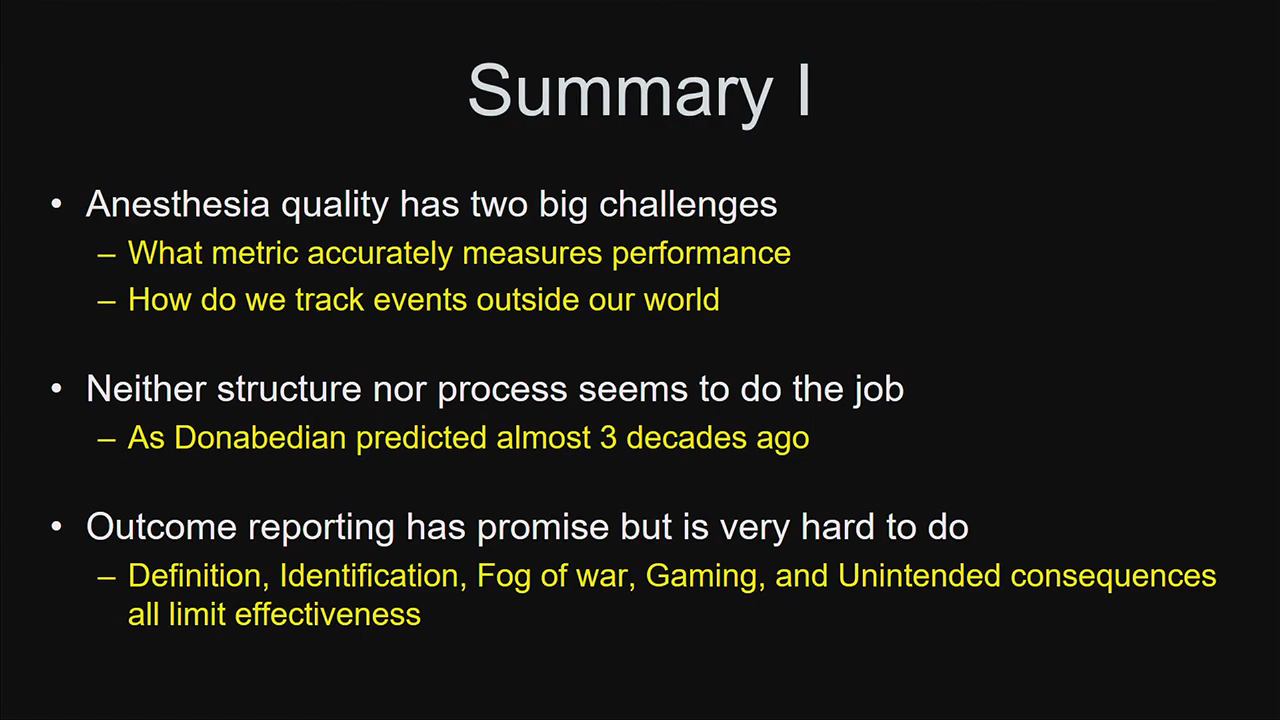 Summary I
• Anesthesia quality has two big challenges
– What metric accurately measures performance
– How do we track events outside our world
• Neither structure nor process seems to do the job
– As Donabedian predicted almost 3 decades ago
• Outcome reporting has promise but is very hard to do
– Definition, Identification, Fog of war, Gaming, and Unintended consequences
all limit effectiveness